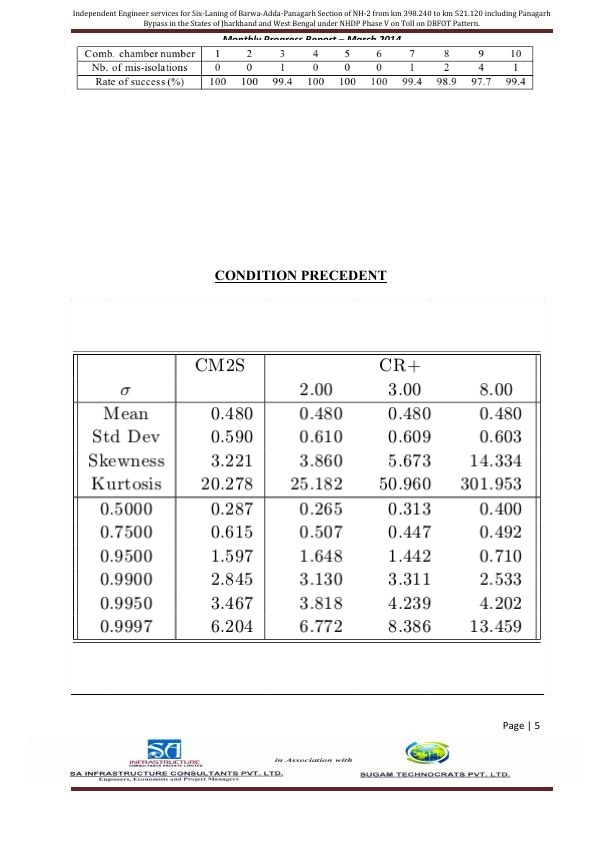 Independent Engineer services for Six-Laning of Barwa-Adda-Panagarh Section of NH-2 from km 398.240 to km 521.120 including Panagarh
Bypass in the States of Jharkhand and West Bengal under NHDP Phase V on Toll on DBFOT Pattern.
Monthly Progress Report – March 2014
Comb. chamber number 1 2 3 4 5 6 7 8 9 10
Nb. of mis-isolations 0 0 1 0 0 0 1 2 4 1
Rate of success (%) 100 100 99.4 100 100 100 99.4 98.9 97.7 99.4
CONDITION PRECEDENT
CM2S CR+
σ 2.00 3.00 8.00
Mean 0.480 0.480 0.480 0.480
Std Dev 0.590 0.610 0.609 0.603
Skewness 3.221 3.860 5.673 14.334
Kurtosis 20.278 25.182 50.960 301.953
0.5000 0.287 0.265 0.313 0.400
0.7500 0.615 0.507 0.447 0.492
0.9500 1.597 1.648 1.442 0.710
0.9900 2.845 3.130 3.311 2.533
0.9950 3.467 3.818 4.239 4.202
0.9997 6.204 6.772 8.386 13.459
Page | 5
SA
INFRASTRUCTURE
CONSULTANTS PRIVATE LIMITED
in Association with
SA INFRASTRUCTURE CONSULTANTS PVT. LTD. SUGAM TECHNOCRATS PVT. LTD.
Engineers, Economists and Project Managers